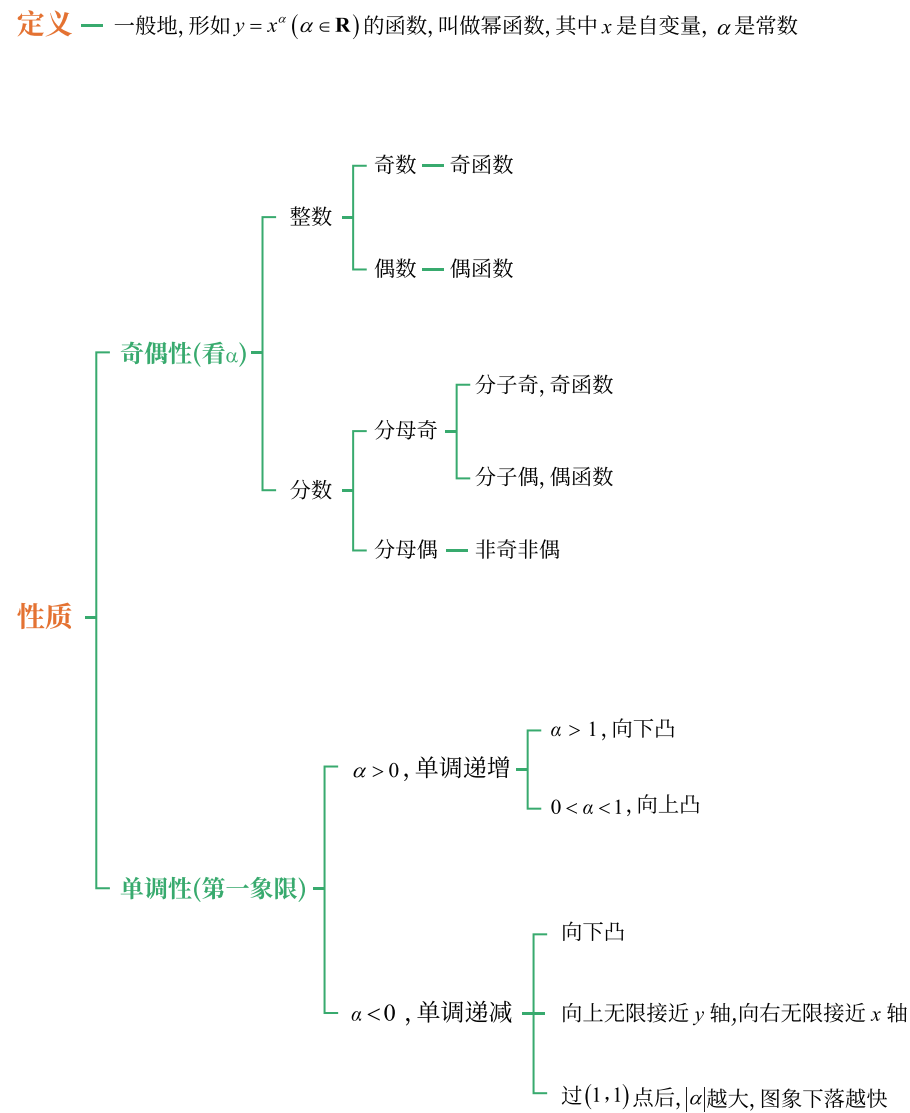 定义 一般地, 形如 y = x^α (α ∈ R) 的函数, 叫做幂函数, 其中 x 是自变量, α 是常数
奇数 奇函数
整数
偶数 偶函数
奇偶性(看α)
分子奇, 奇函数
分母奇
分子偶, 偶函数
分数
分母偶 非奇非偶
性质
α > 1, 向下凸
α > 0, 单调递增
0 < α < 1, 向上凸
单调性(第一象限)
向下凸
α < 0, 单调递减
向上无限接近 y 轴,向右无限接近 x 轴
过(1,1)点后, |α|越大, 图象下落越快